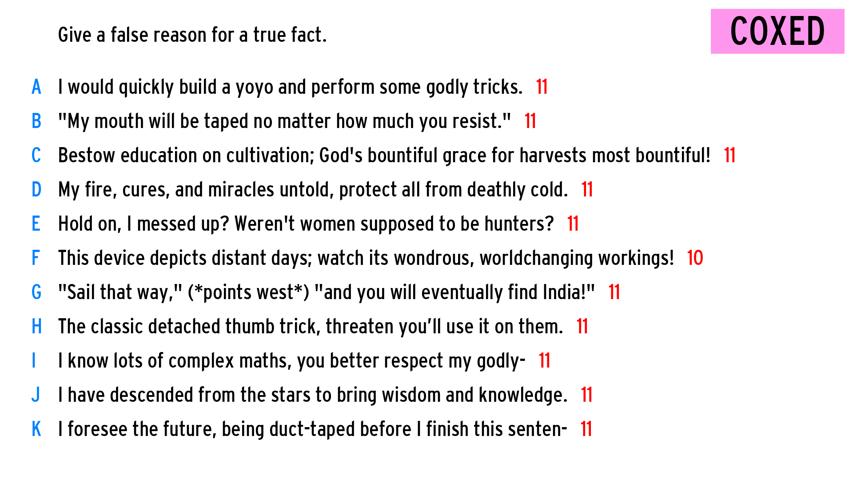 Give a false reason for a true fact.
COXED
A I would quickly build a yoyo and perform some godly tricks. 11
B "My mouth will be taped no matter how much you resist." 11
C Bestow education on cultivation; God's bountiful grace for harvests most bountiful! 11
D My fire, cures, and miracles untold, protect all from deathly cold. 11
E Hold on, I messed up? Weren't women supposed to be hunters? 11
F This device depicts distant days; watch its wondrous, worldchanging workings! 10
G "Sail that way," (*points west*) "and you will eventually find India!" 11
H The classic detached thumb trick, threaten you’ll use it on them. 11
I I know lots of complex maths, you better respect my godly- 11
J I have descended from the stars to bring wisdom and knowledge. 11
K I foresee the future, being duct-taped before I finish this senten- 11